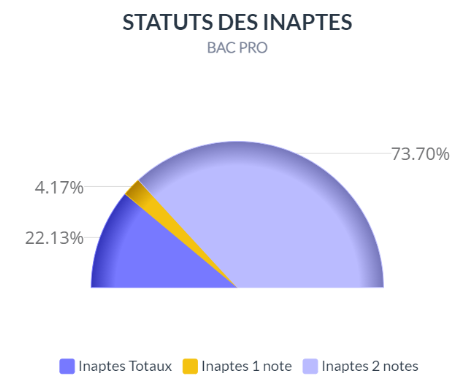 STATUTS DES INAPTES
BAC PRO
73.70%
4.17%
22.13%
Inaptes Totaux Inaptes 1 note Inaptes 2 notes